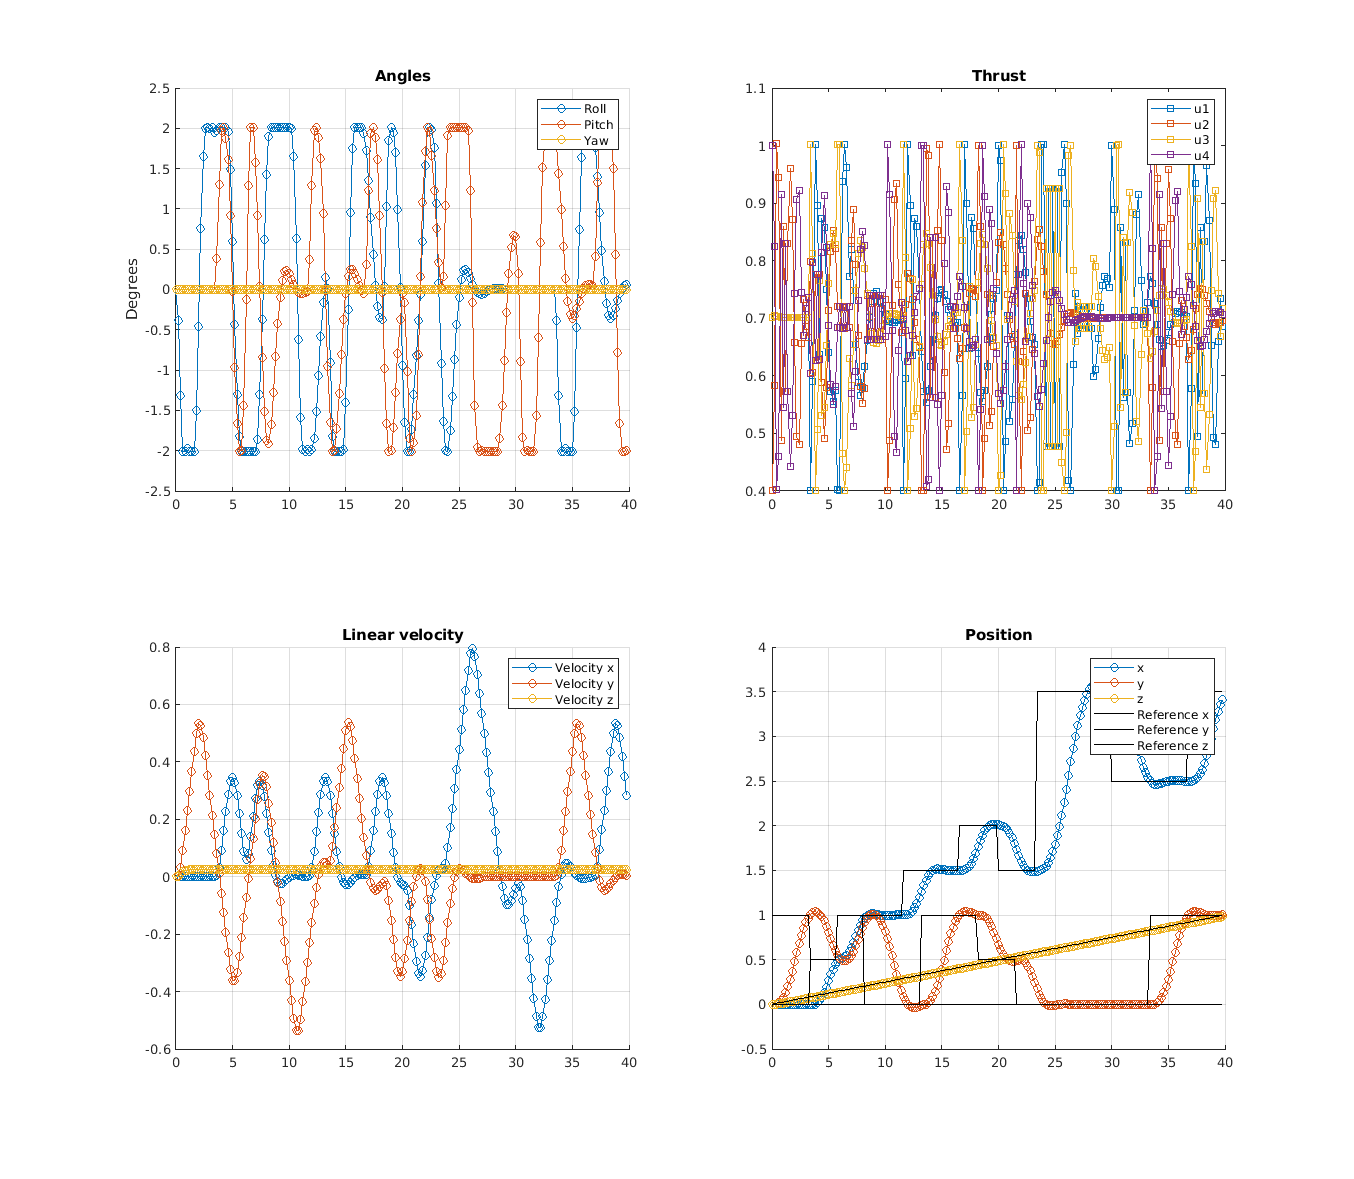 Angles
Degrees
2.5
2
1.5
1
0.5
0
-0.5
-1
-1.5
-2
-2.5
0 5 10 15 20 25 30 35 40
Roll
Pitch
Yaw
Thrust
1.1
1
0.9
0.8
0.7
0.6
0.5
0.4
0 5 10 15 20 25 30 35 40
u1
u2
u3
u4
Linear velocity
0.8
0.6
0.4
0.2
0
-0.2
-0.4
-0.6
0 5 10 15 20 25 30 35 40
Velocity x
Velocity y
Velocity z
Position
4
3.5
3
2.5
2
1.5
1
0.5
0
-0.5
0 5 10 15 20 25 30 35 40
x
y
z
Reference x
Reference y
Reference z